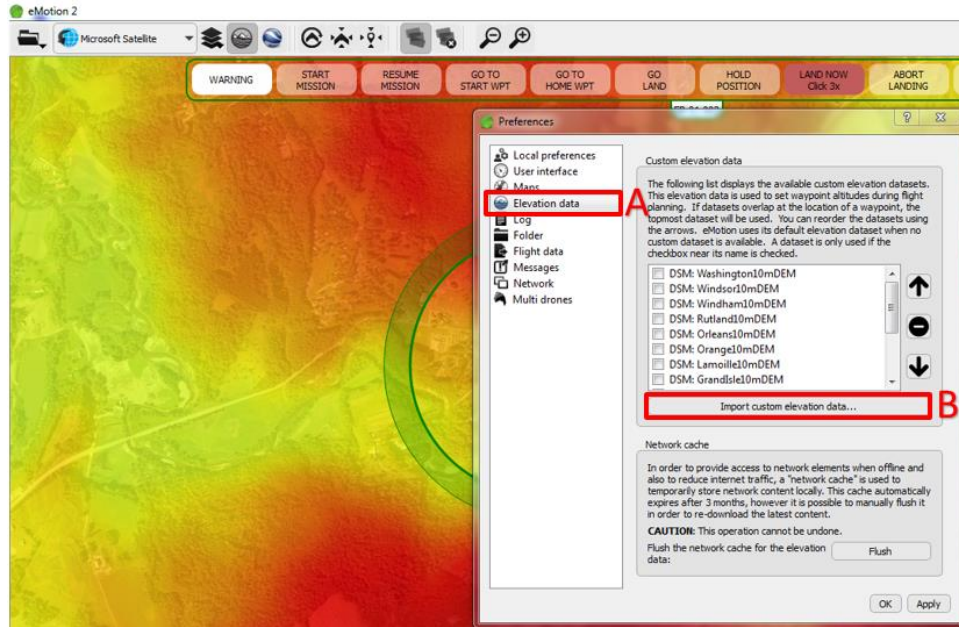 eMotion 2
Microsoft Satellite
WARNING
START
MISSION
RESUME
MISSION
GO TO
START WPT
GO TO
HOME WPT
GO
LAND
HOLD
POSITION
LAND NOW
Click 3x
ABORT
LANDING
Preferences
Local preferences
User interface
Maps
Elevation data
A
Log
Folder
Flight data
Messages
Network
Multi drones
Custom elevation data
The following list displays the available custom elevation datasets.
This elevation data is used to set waypoint altitudes during flight
planning. If datasets overlap at the location of a waypoint, the
topmost dataset will be used. You can reorder the datasets using
the arrows. eMotion uses its default elevation dataset when no
custom dataset is available. A dataset is only used if the
checkbox near its name is checked.
DSM: Washington10mDEM
DSM: Windsor10mDEM
DSM: Windham10mDEM
DSM: Rutland10mDEM
DSM: Orleans10mDEM
DSM: Orange10mDEM
DSM: Lamoille10mDEM
DSM: GrandIsle10mDEM
Import custom elevation data...
B
Network cache
In order to provide access to network elements when offline and
also to reduce internet traffic, a "network cache" is used to
temporarily store network content locally. This cache automatically
expires after 3 months, however it is possible to manually flush it
in order to re-download the latest content.
CAUTION: This operation cannot be undone.
Flush the network cache for the elevation
data:
Flush
OK
Apply